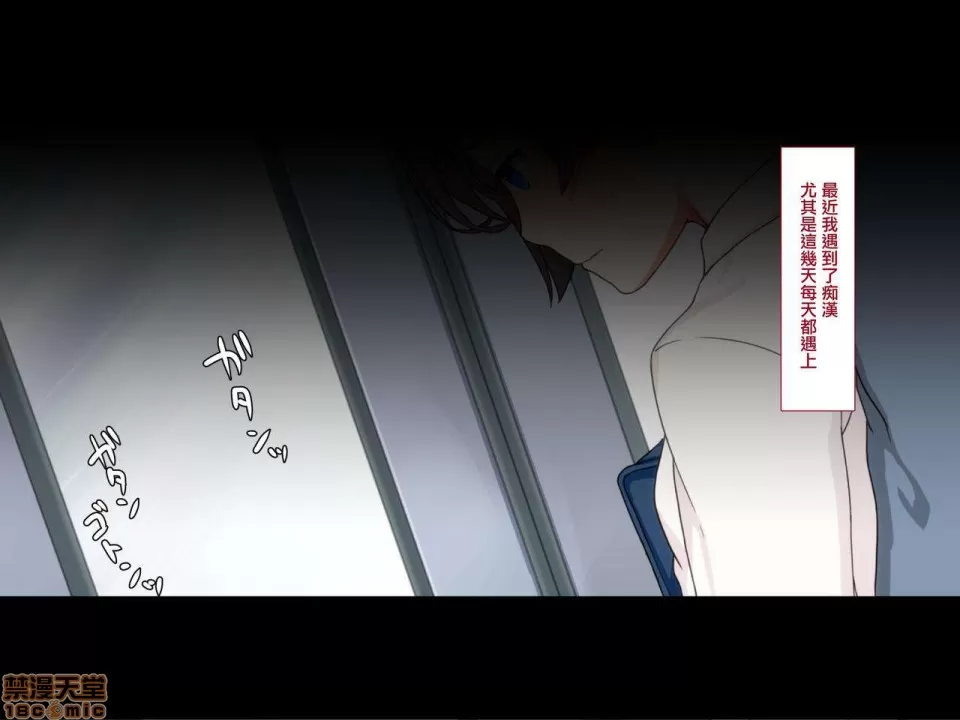 最近我遇到了痴漢
尤其是這幾天每天都遇上
ガタンッ
ガタン
ゴトンッ
禁漫天堂
18comic